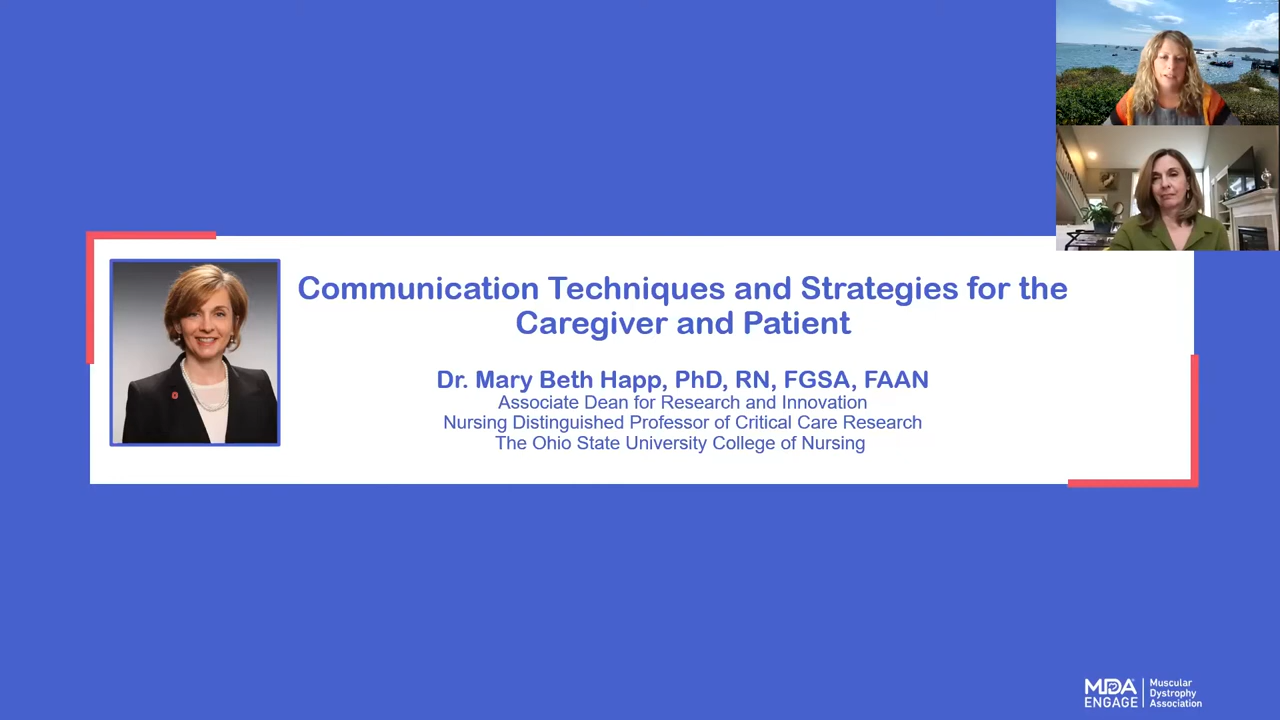 Communication Techniques and Strategies for the
Caregiver and Patient
Dr. Mary Beth Happ, PhD, RN, FGSA, FAAN
Associate Dean for Research and Innovation
Nursing Distinguished Professor of Critical Care Research
The Ohio State University College of Nursing
MDA
ENGAGE
Muscular
Dystrophy
Association